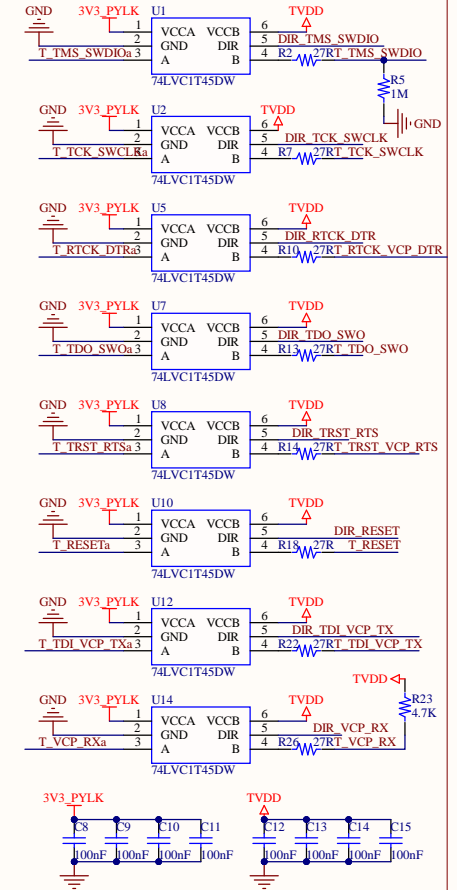 GND 3V3_PYLK U1 TVDD
1 VCCA VCCB 6
2 GND DIR 5 DIR_TMS_SWDIO
T_TMS_SWDIOa 3 A B 4 R2 27R T_TMS_SWDIO
74LVC1T45DW
R5
1M
GND
GND 3V3_PYLK U2 TVDD
1 VCCA VCCB 6
2 GND DIR 5 DIR_TCK_SWCLK
T_TCK_SWCLKa 3 A B 4 R7 27R T_TCK_SWCLK
74LVC1T45DW
GND 3V3_PYLK U5 TVDD
1 VCCA VCCB 6
2 GND DIR 5 DIR_RTCK_DTR
T_RTCK_DTRa 3 A B 4 R10 27R T_RTCK_VCP_DTR
74LVC1T45DW
GND 3V3_PYLK U7 TVDD
1 VCCA VCCB 6
2 GND DIR 5 DIR_TDO_SWO
T_TDO_SWOa 3 A B 4 R13 27R T_TDO_SWO
74LVC1T45DW
GND 3V3_PYLK U8 TVDD
1 VCCA VCCB 6
2 GND DIR 5 DIR_TRST_RTS
T_TRST_RTSa 3 A B 4 R14 27R T_TRST_VCP_RTS
74LVC1T45DW
GND 3V3_PYLK U10 TVDD
1 VCCA VCCB 6
2 GND DIR 5 DIR_RESET
T_RESETa 3 A B 4 R18 27R T_RESET
74LVC1T45DW
GND 3V3_PYLK U12 TVDD
1 VCCA VCCB 6
2 GND DIR 5 DIR_TDI_VCP_TX
T_TDI_VCP_TXa 3 A B 4 R22 27R T_TDI_VCP_TX
74LVC1T45DW
TVDD
R23
4.7K
GND 3V3_PYLK U14 TVDD
1 VCCA VCCB 6
2 GND DIR 5 DIR_VCP_RX
T_VCP_RXa 3 A B 4 R26 27R T_VCP_RX
74LVC1T45DW
3V3_PYLK TVDD
C8 C9 C10 C11 C12 C13 C14 C15
100nF 100nF 100nF 100nF 100nF 100nF 100nF 100nF